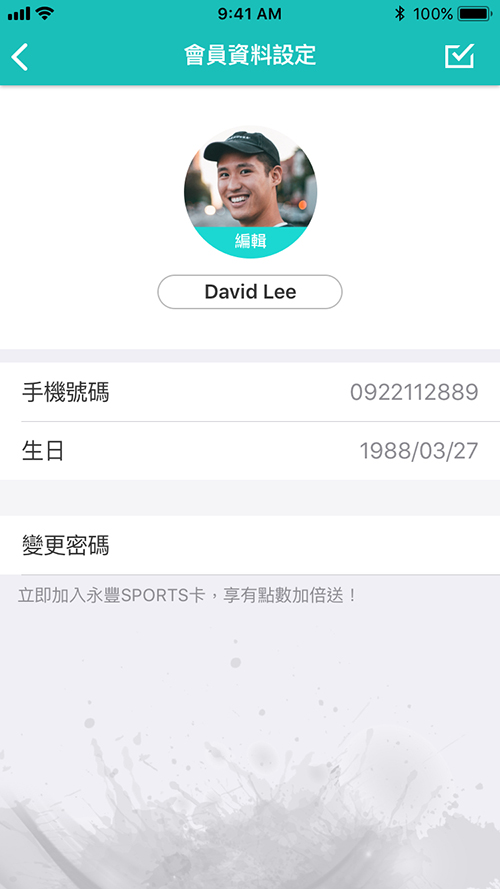 9:41 AM
100%
會員資料設定
編輯
David Lee
手機號碼
0922112889
生日
1988/03/27
變更密碼
立即加入永豐SPORTS卡，享有點數加倍送！